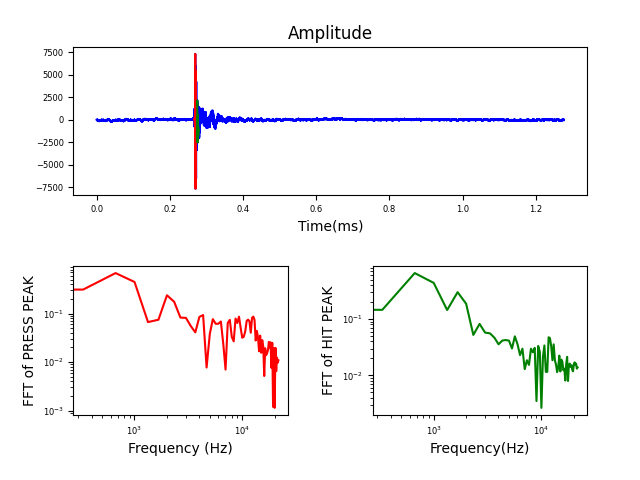 Amplitude
7500
5000
2500
0
−2500
−5000
−7500
0.0 0.2 0.4 0.6 0.8 1.0 1.2
Time(ms)
FFT of PRESS PEAK
10⁻¹
10⁻²
10⁻³
10³ 10⁴
Frequency (Hz)
FFT of HIT PEAK
10⁻¹
10⁻²
10³ 10⁴
Frequency(Hz)